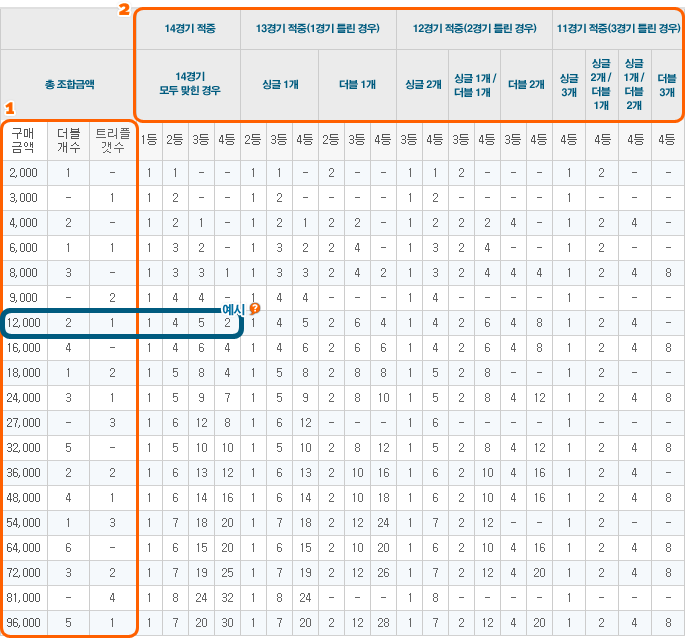 2
14경기 적중 13경기 적중(1경기 틀린 경우) 12경기 적중(2경기 틀린 경우) 11경기 적중(3경기 틀린 경우)
총 조합금액 14경기 모두 맞힌 경우 싱글 1개 더블 1개 싱글 2개 싱글 1개 / 더블 1개 더블 2개 싱글 3개 싱글 2개 / 더블 1개 싱글 1개 / 더블 2개 더블 3개
1
구매 금액 더블 개수 트리플 갯수 1등 2등 3등 4등 2등 3등 4등 3등 4등 3등 4등 3등 4등 3등 4등 4등 4등 4등 4등
2,000 1 - 1 1 - - 1 1 - 2 - - 1 1 2 - - - 1 2 - -
3,000 - 1 1 2 - - 1 2 - - - - 1 2 - - - - 1 - - -
4,000 2 - 1 2 1 - 1 2 1 2 2 - 1 2 2 2 4 - 1 2 4 -
6,000 1 1 1 3 2 - 1 3 2 2 4 - 1 3 2 4 - - 1 2 - -
8,000 3 - 1 3 3 1 1 3 3 2 4 2 1 3 2 4 4 4 1 2 4 8
9,000 - 2 1 4 4 - 1 4 4 - - - 1 4 - - - - 1 - - -
예시 ?
12,000 2 1 1 4 5 2 1 4 5 2 6 4 1 4 2 6 4 8 1 2 4 -
16,000 4 - 1 4 6 4 1 4 6 2 6 6 1 4 2 6 4 8 1 2 4 8
18,000 1 2 1 5 8 4 1 5 8 2 8 8 1 5 2 8 - - 1 2 - -
24,000 3 1 1 5 9 7 1 5 9 2 8 10 1 5 2 8 4 12 1 2 4 8
27,000 - 3 1 6 12 8 1 6 12 - - - 1 6 - - - - 1 - - -
32,000 5 - 1 5 10 10 1 5 10 2 8 12 1 5 2 8 4 12 1 2 4 8
36,000 2 2 1 6 13 12 1 6 13 2 10 16 1 6 2 10 4 16 1 2 4 -
48,000 4 1 1 6 14 16 1 6 14 2 10 18 1 6 2 10 4 16 1 2 4 8
54,000 1 3 1 7 18 20 1 7 18 2 12 24 1 7 2 12 - - 1 2 - -
64,000 6 - 1 6 15 20 1 6 15 2 10 20 1 6 2 10 4 16 1 2 4 8
72,000 3 2 1 7 19 25 1 7 19 2 12 26 1 7 2 12 4 20 1 2 4 8
81,000 - 4 1 8 24 32 1 8 24 - - - 1 8 - - - - 1 - - -
96,000 5 1 1 7 20 30 1 7 20 2 12 28 1 7 2 12 4 20 1 2 4 8